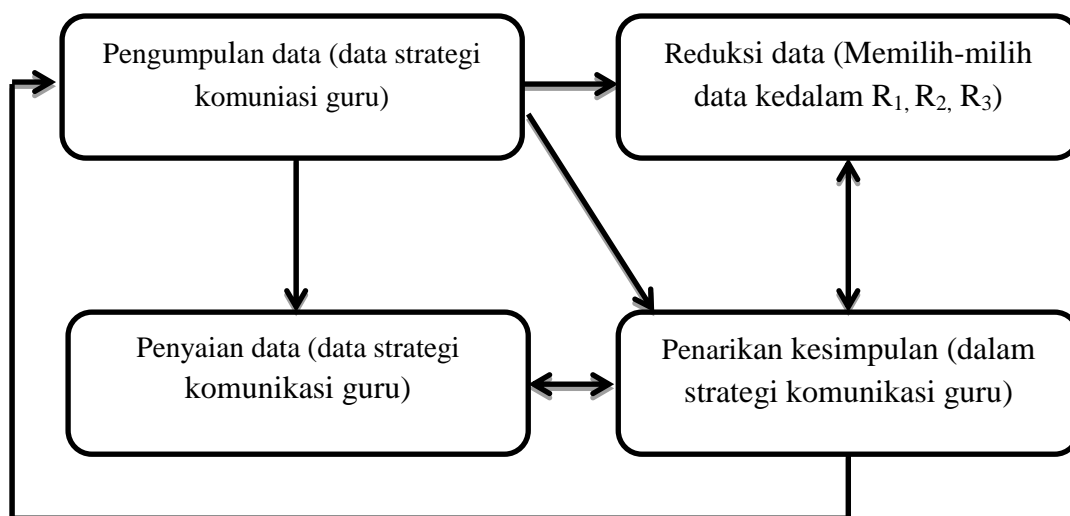 Pengumpulan data (data strategi
komuniasi guru)
Reduksi data (Memilih-milih
data kedalam R₁, R₂, R₃)
Penyaian data (data strategi
komunikasi guru)
Penarikan kesimpulan (dalam
strategi komunikasi guru)